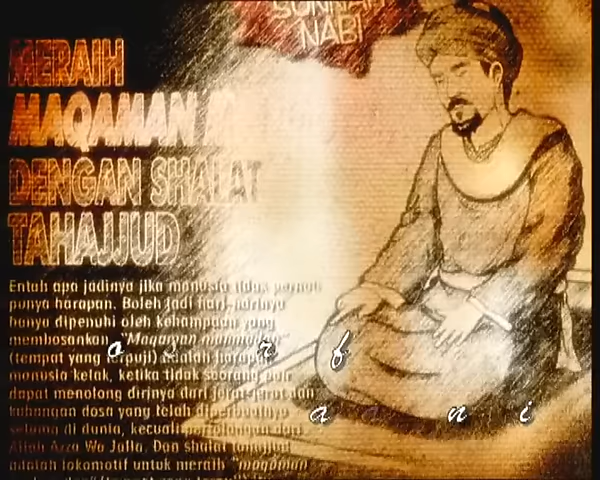 SUNNAH
NABI
MERAIH
MAQAMAN
DENGAN SHALAT
TAHAJJUD
Entah apa jadinya jika manusia tidak pernah
punya harapan. Boleh jadi hari-harinya
hanya dipenuhi oleh kehampaan yang
membosankan. "Maqaman mahmuda"
(tempat yang terpuji) adalah harapan
manusia kelak, ketika tidak seorang pun
dapat menolong dirinya dari jerat-jerat dan
kubangan dosa yang telah diperbuatnya
selama di dunia, kecuali pertolongan dari
Allah Azza Wa Jalla. Dan shalat tahajjud
adalah lokomotif untuk meraih "maqaman
r f
a n i